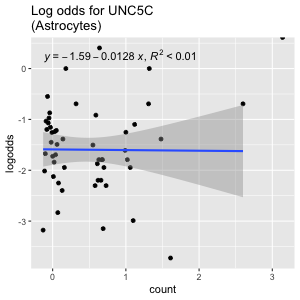 Log odds for UNC5C
(Astrocytes)
y = −1.59 − 0.0128 x, R² < 0.01
0
-1
-2
-3
logodds
0 1 2 3
count